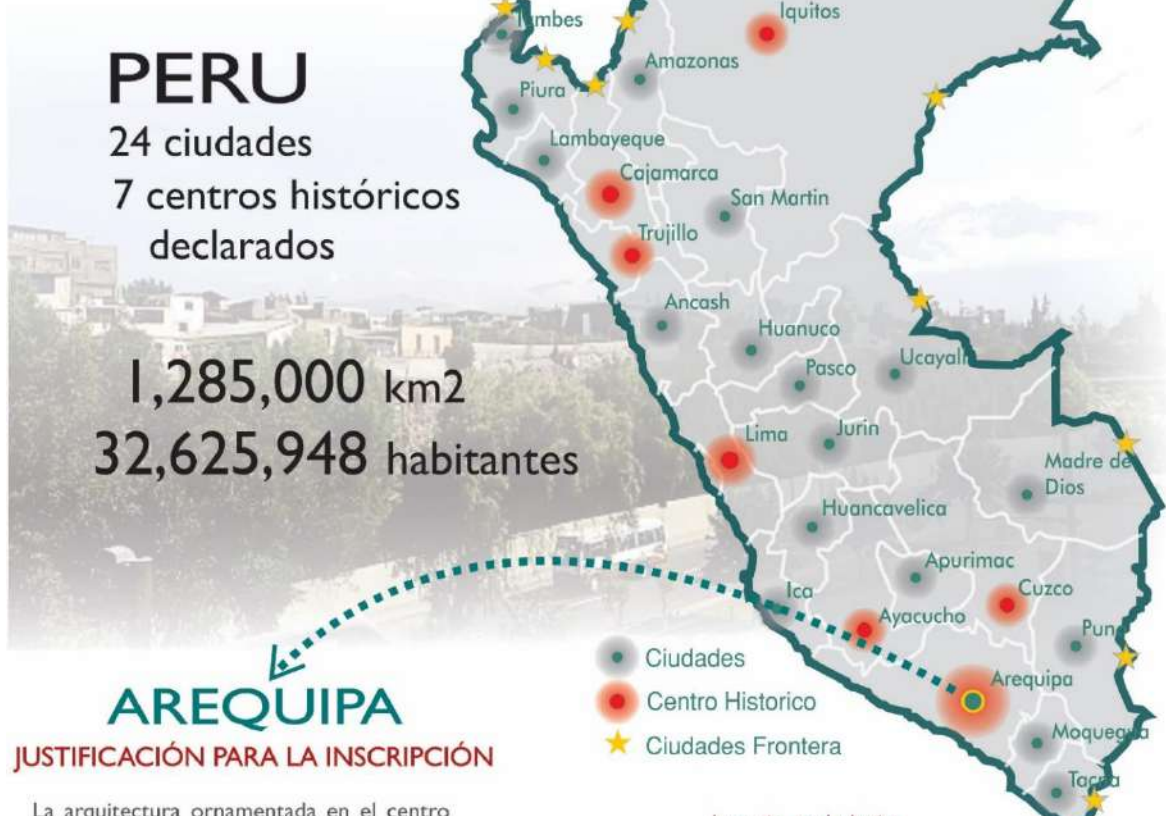 PERU
24 ciudades
7 centros históricos
declarados
1,285,000 km2
32,625,948 habitantes
Tumbes
Iquitos
Amazonas
Piura
Lambayeque
Cajamarca
San Martin
Trujillo
Ancash
Huanuco
Pasco
Ucayali
Lima
Jurin
Madre de
Dios
Huancavelica
Apurimac
Cuzco
Ica
Ayacucho
Puno
Arequipa
Moquegua
Tacna
Ciudades
Centro Historico
Ciudades Frontera
AREQUIPA
JUSTIFICACIÓN PARA LA INSCRIPCIÓN
La arquitectura ornamentada en el centro